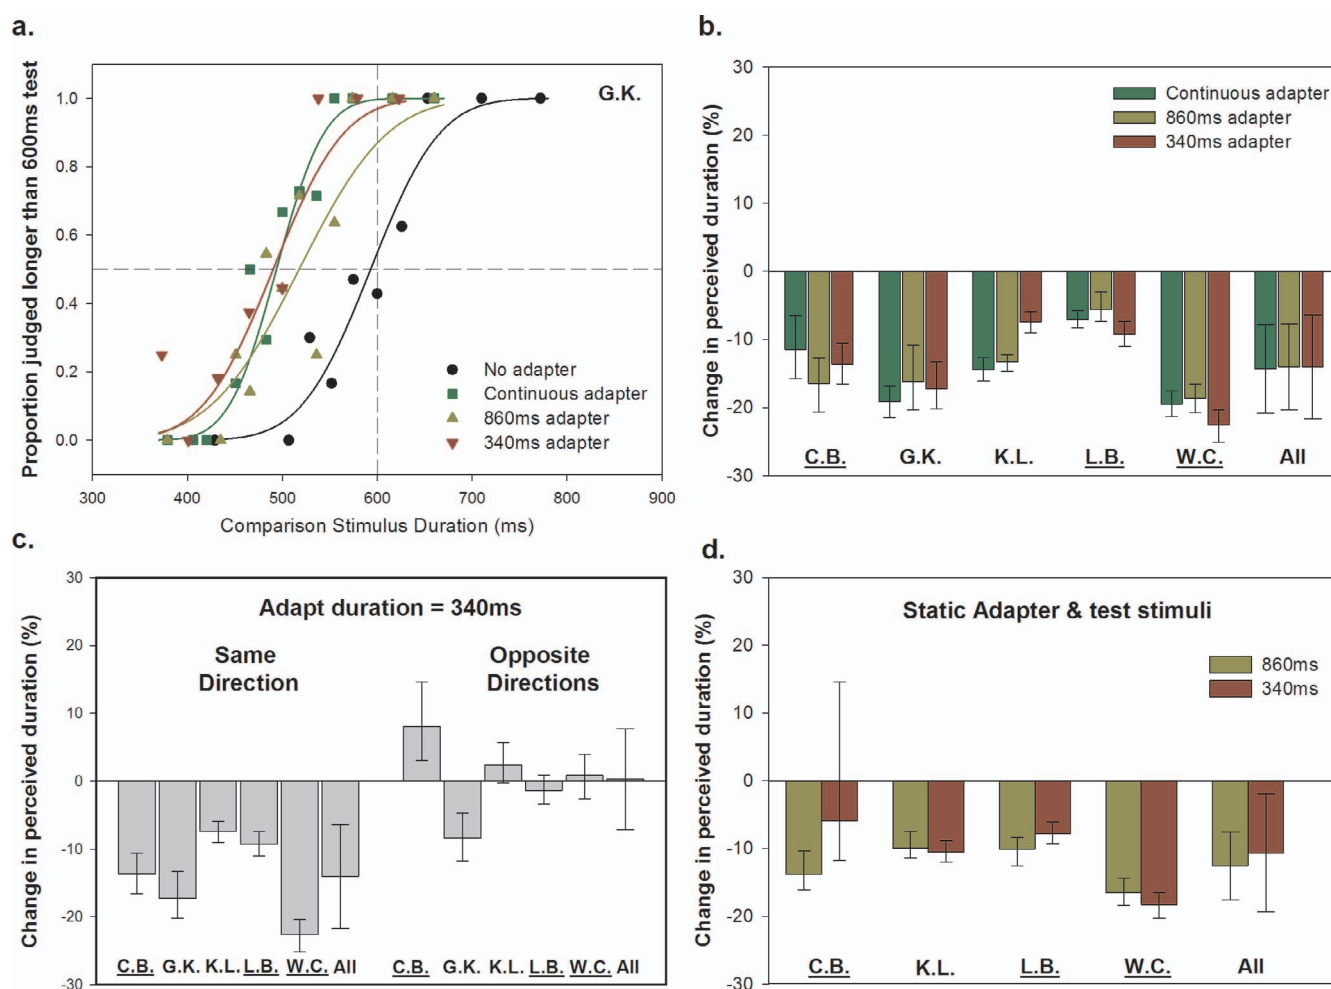 a.
Proportion judged longer than 600ms test
1.0
0.8
0.6
0.4
0.2
0.0
G.K.
No adapter
Continuous adapter
860ms adapter
340ms adapter
300 400 500 600 700 800 900
Comparison Stimulus Duration (ms)
b.
Change in perceived duration (%)
30
20
10
0
-10
-20
-30
Continuous adapter
860ms adapter
340ms adapter
C.B. G.K. K.L. L.B. W.C. All
c.
Change in perceived duration (%)
30
20
10
0
-10
-20
-30
Adapt duration = 340ms
Same
Direction
Opposite
Directions
C.B. G.K. K.L. L.B. W.C. All C.B. G.K. K.L. L.B. W.C. All
d.
Change in perceived duration (%)
30
20
10
0
-10
-20
-30
Static Adapter & test stimuli
860ms
340ms
C.B. K.L. L.B. W.C. All